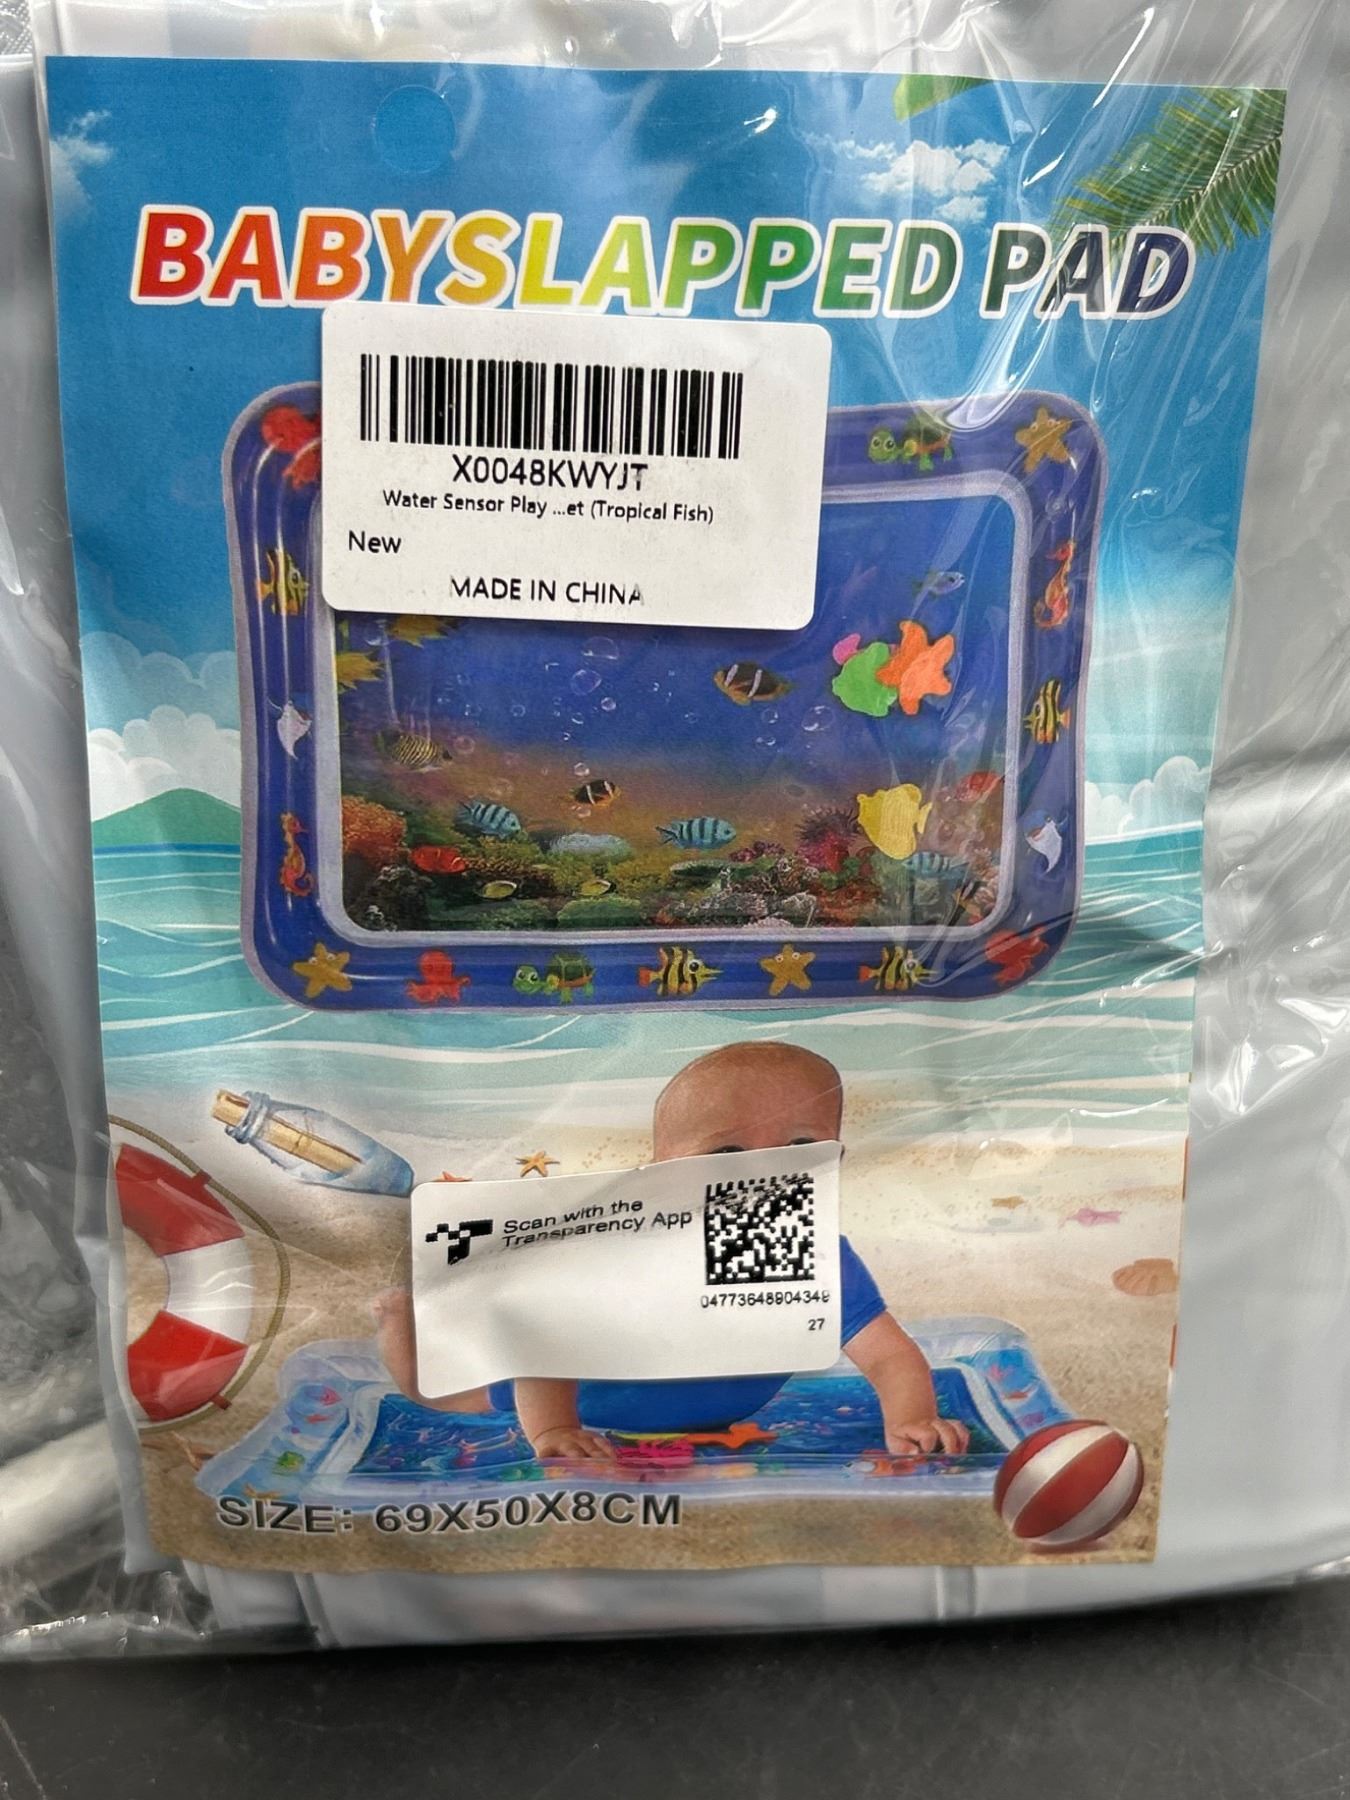 BABYSLAPPED PAD
X0048KWYJT
Water Sensor Play ...et (Tropical Fish)
New
MADE IN CHINA
Scan with the
Transparency App
04773648904349
27
SIZE: 69X50X8CM